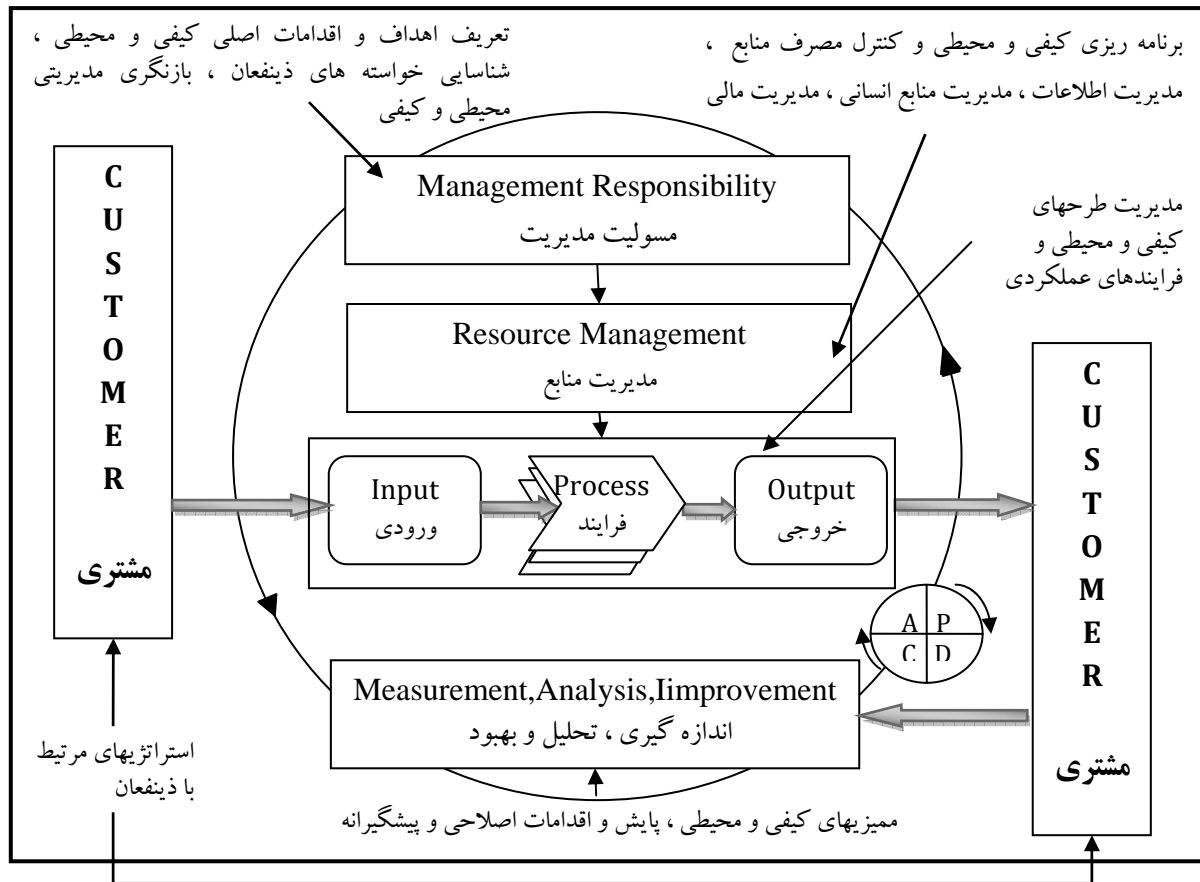 تعریف اهداف و اقدامات اصلی کیفی و محیطی ،
شناسایی خواسته های ذینفعان ، بازنگری مدیریتی
محیطی و کیفی
برنامه ریزی کیفی و محیطی و کنترل مصرف منابع ،
مدیریت اطلاعات ، مدیریت منابع انسانی ، مدیریت مالی
C
U
S
T
O
M
E
R
مشتری
Management Responsibility
مسولیت مدیریت
مدیریت طرحهای
کیفی و محیطی و
فرایندهای عملکردی
Resource Management
مدیریت منابع
Input
ورودی
Process
فرایند
Output
خروجی
C
U
S
T
O
M
E
R
مشتری
A P
C D
Measurement,Analysis,Iimprovement
اندازه گیری ، تحلیل و بهبود
استراتژیهای مرتبط
با ذینفعان
ممیزیهای کیفی و محیطی ، پایش و اقدامات اصلاحی و پیشگیرانه